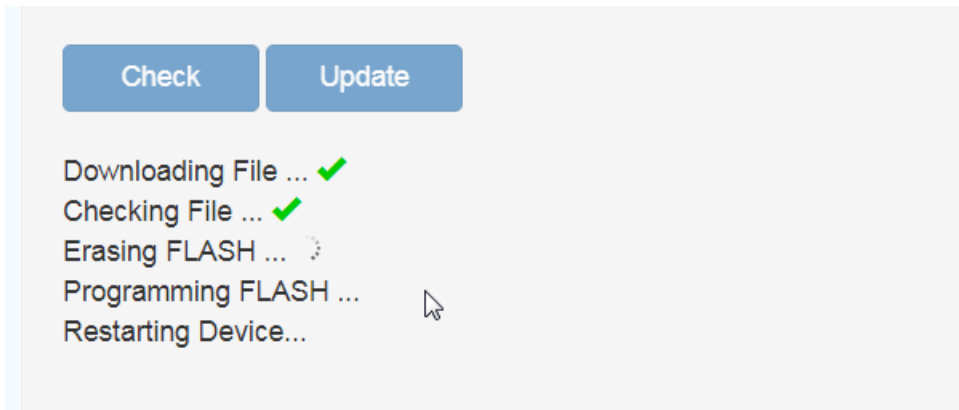 Check Update
Downloading File ...
Checking File ...
Erasing FLASH ...
Programming FLASH ...
Restarting Device...